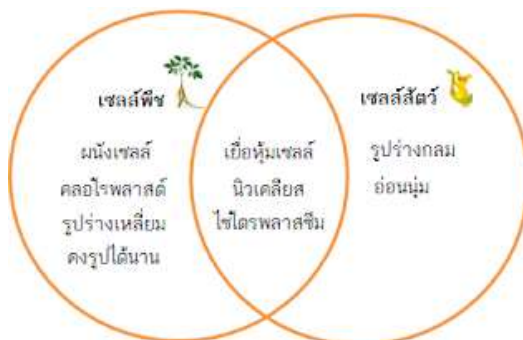 เซลล์พืช
ผนังเซลล์
คลอโรพลาสต์
รูปร่างเหลี่ยม
คงรูปได้นาน
เยื่อหุ้มเซลล์
นิวเคลียส
ไซโตรพลาสซึม
เซลล์สัตว์
รูปร่างกลม
อ่อนนุ่ม